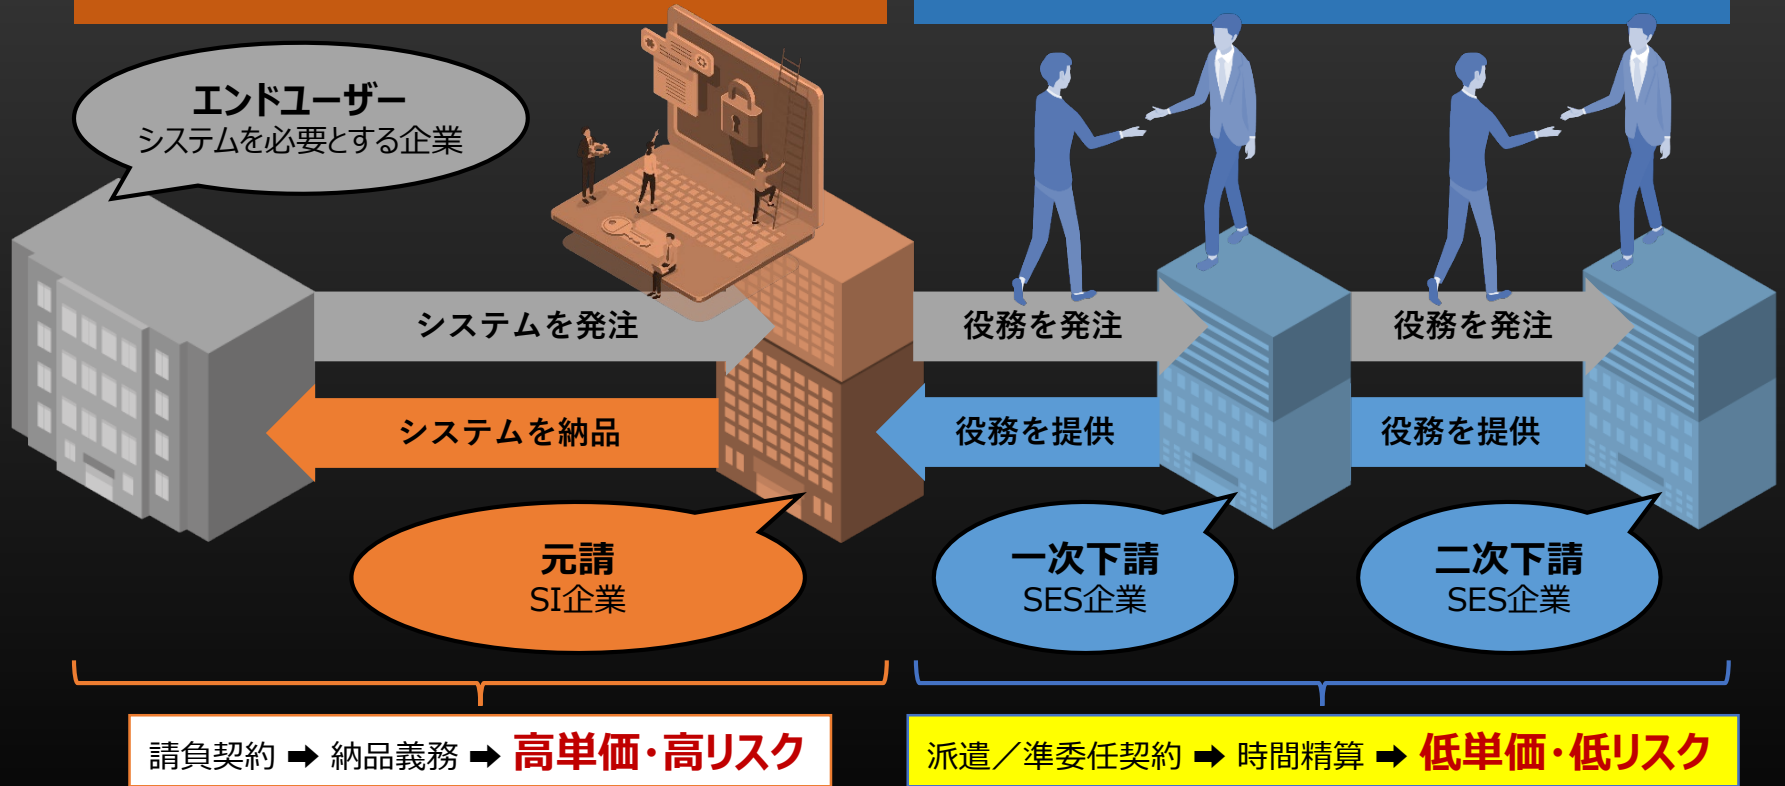 エンドユーザー
システムを必要とする企業
システムを発注
役務を発注
役務を発注
システムを納品
役務を提供
役務を提供
元請
SI企業
一次下請
SES企業
二次下請
SES企業
請負契約 ➡ 納品義務 ➡ 高単価・高リスク
派遣／準委任契約 ➡ 時間精算 ➡ 低単価・低リスク